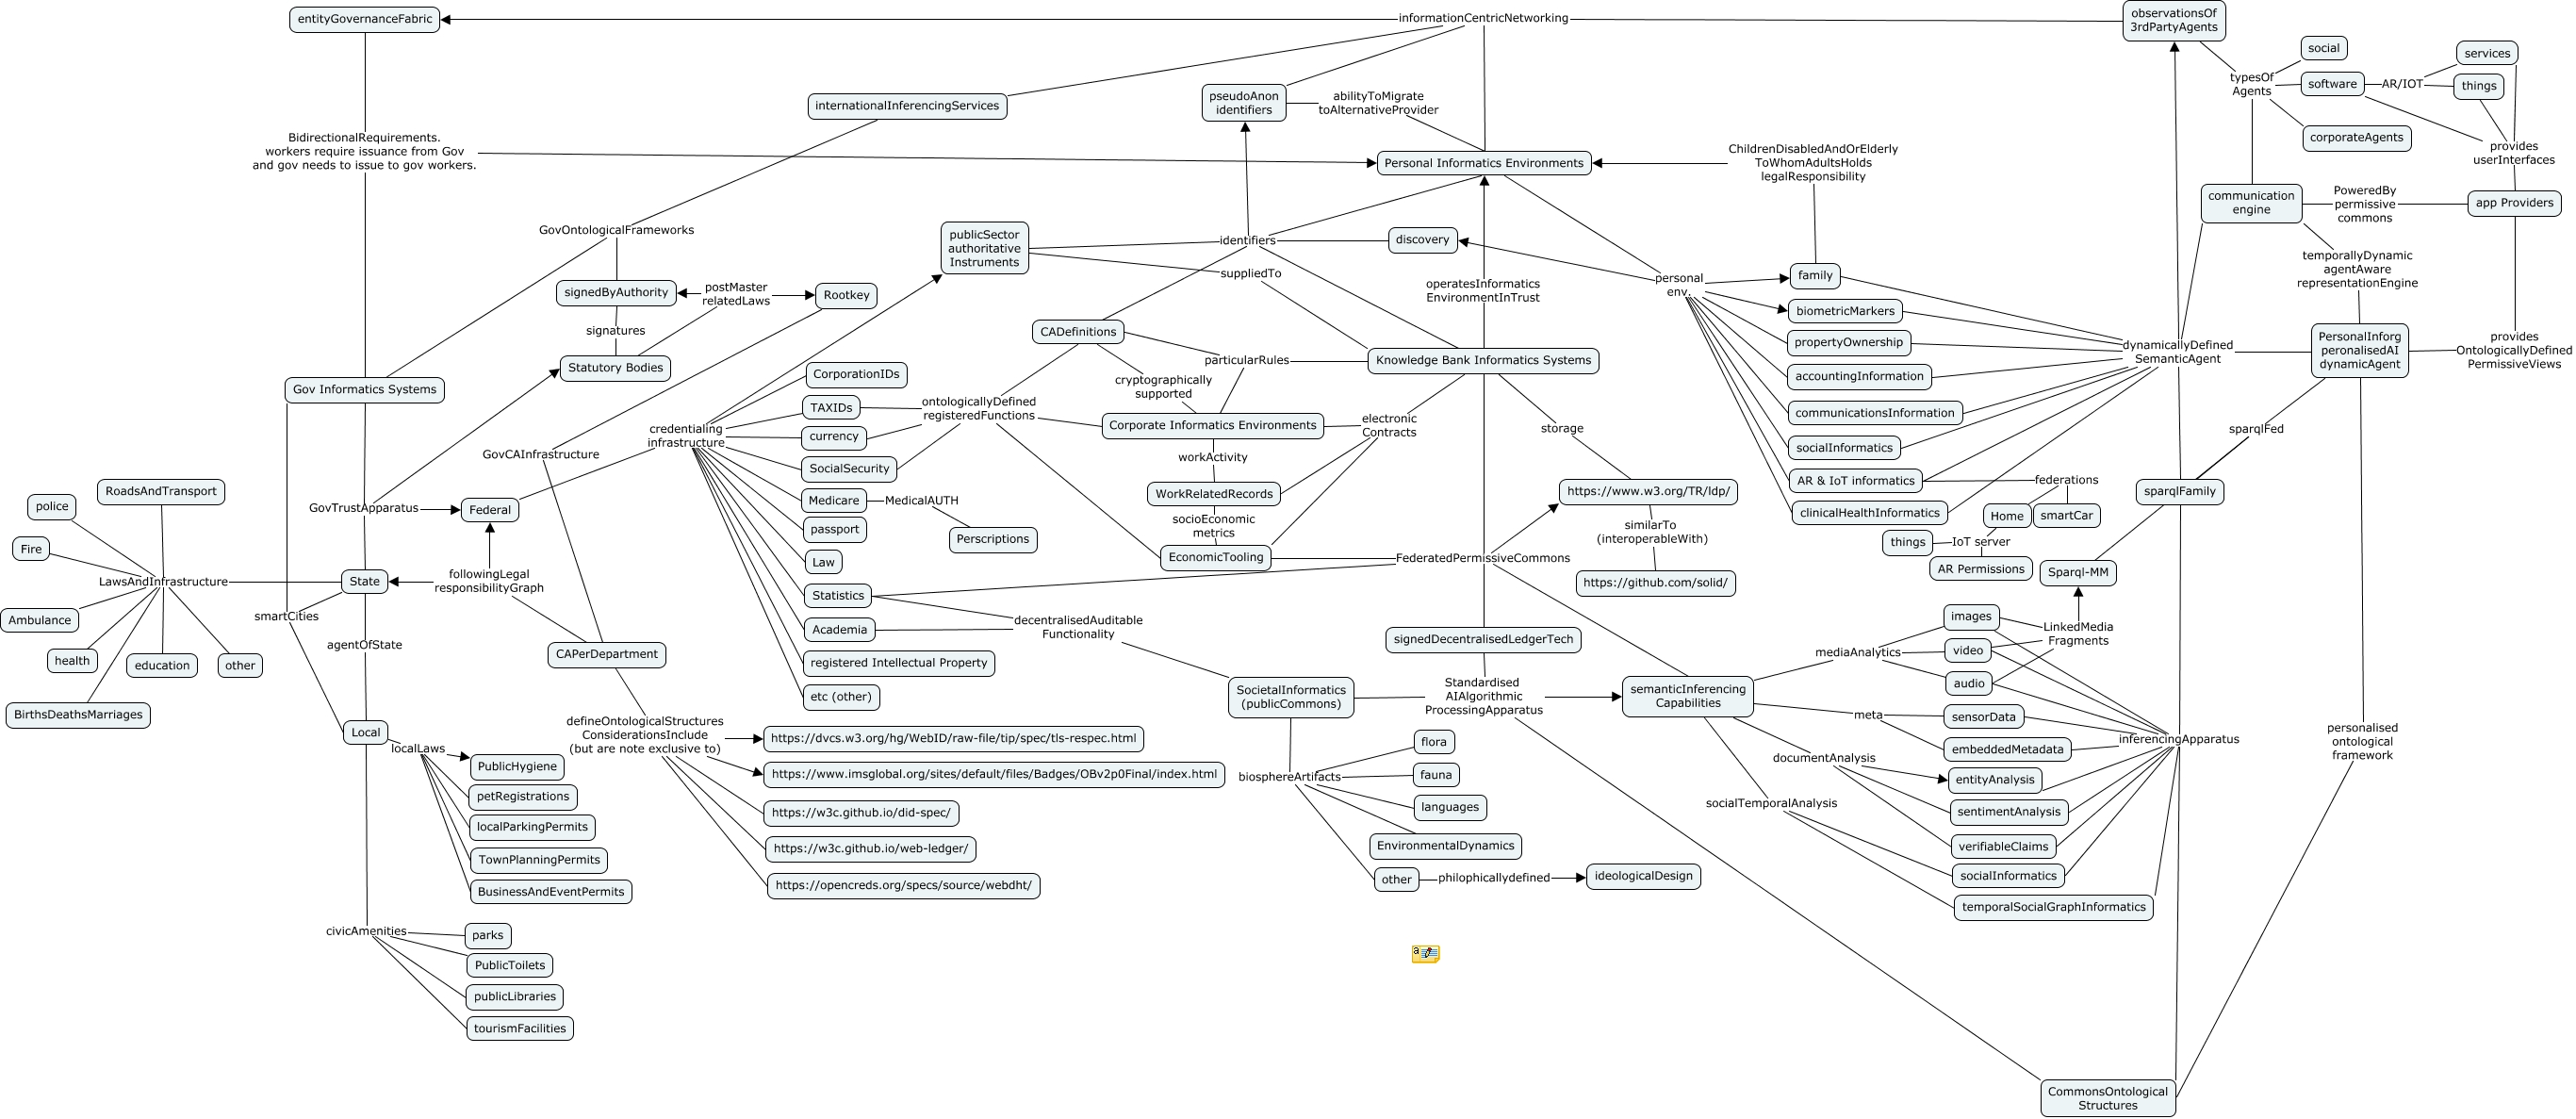 entityGovernanceFabric
informationCentricNetworking
observationsOf
3rdPartyAgents
social
services
typesOf
Agents
software
AR/IOT
things
corporateAgents
provides
userInterfaces
internationalInferencingServices
pseudoAnon
identifiers
abilityToMigrate
toAlternativeProvider
BidirectionalRequirements.
workers require issuance from Gov
and gov needs to issue to gov workers.
Personal Informatics Environments
ChildrenDisabledAndOrElderly
ToWhomAdultsHolds
legalResponsibility
communication
engine
PoweredBy
permissive
commons
app Providers
GovOntologicalFrameworks
publicSector
authoritative
Instruments
identifiers
discovery
suppliedTo
operatesInformatics
EnvironmentInTrust
personal
env.
family
temporallyDynamic
agentAware
representationEngine
signedByAuthority
postMaster
relatedLaws
Rootkey
signatures
Statutory Bodies
CADefinitions
particularRules
Knowledge Bank Informatics Systems
biometricMarkers
propertyOwnership
accountingInformation
communicationsInformation
socialInformatics
AR & IoT informatics
clinicalHealthInformatics
dynamicallyDefined
SemanticAgent
PersonalInforg
peronalisedAI
dynamicAgent
provides
OntologicallyDefined
PermissiveViews
Gov Informatics Systems
CorporationIDs
TAXIDs
currency
SocialSecurity
Medicare
passport
Law
Statistics
Academia
registered Intellectual Property
etc (other)
credentialing
infrastructure
ontologicallyDefined
registeredFunctions
cryptographically
supported
Corporate Informatics Environments
electronic
Contracts
storage
workActivity
WorkRelatedRecords
socioEconomic
metrics
EconomicTooling
MedicalAUTH
Perscriptions
GovCAInfrastructure
GovTrustApparatus
Federal
sparqlFed
sparqlFamily
federations
Home
smartCar
things
IoT server
AR Permissions
Sparql-MM
https://www.w3.org/TR/ldp/
similarTo
(interoperableWith)
https://github.com/solid/
FederatedPermissiveCommons
RoadsAndTransport
police
Fire
LawsAndInfrastructure
Ambulance
health
education
other
BirthsDeathsMarriages
State
followingLegal
responsibilityGraph
smartCities
agentOfState
CAPerDepartment
decentralisedAuditable
Functionality
signedDecentralisedLedgerTech
images
video
audio
mediaAnalytics
LinkedMedia
Fragments
SocietalInformatics
(publicCommons)
Standardised
AIAlgorithmic
ProcessingApparatus
semanticInferencing
Capabilities
meta
sensorData
embeddedMetadata
inferencingApparatus
personalised
ontological
framework
Local
localLaws
PublicHygiene
petRegistrations
localParkingPermits
TownPlanningPermits
BusinessAndEventPermits
defineOntologicalStructures
ConsiderationsInclude
(but are note exclusive to)
https://dvcs.w3.org/hg/WebID/raw-file/tip/spec/tls-respec.html
https://www.imsglobal.org/sites/default/files/Badges/OBv2p0Final/index.html
https://w3c.github.io/did-spec/
https://w3c.github.io/web-ledger/
https://opencreds.org/specs/source/webdht/
biosphereArtifacts
flora
fauna
languages
EnvironmentalDynamics
other
philophicallydefined
ideologicalDesign
documentAnalysis
entityAnalysis
sentimentAnalysis
verifiableClaims
socialTemporalAnalysis
socialInformatics
temporalSocialGraphInformatics
civicAmenities
parks
PublicToilets
publicLibraries
tourismFacilities
CommonsOntological
Structures